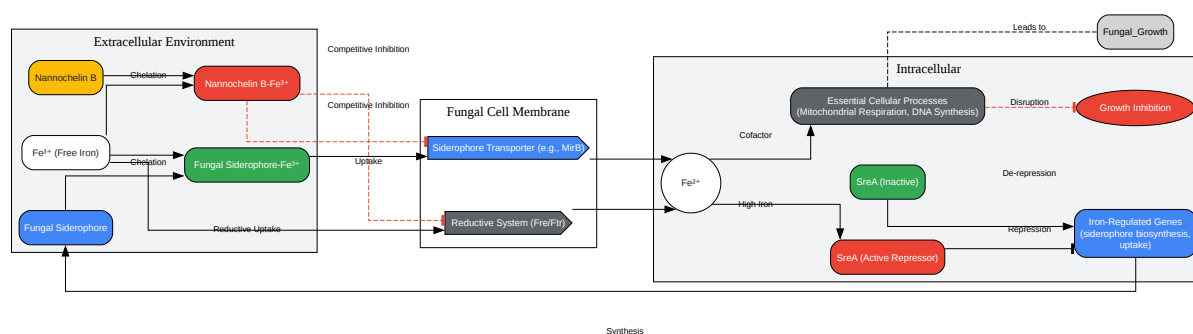 Leads to
Fungal_Growth
Extracellular Environment
Competitive Inhibition
Intracellular
Nannochelin B
Chelation
Nannochelin B-Fe³⁺
Competitive Inhibition
Fungal Cell Membrane
Essential Cellular Processes
(Mitochondrial Respiration, DNA Synthesis)
Disruption
Growth Inhibition
Cofactor
Fe³⁺ (Free Iron)
Chelation
Fungal Siderophore-Fe³⁺
Uptake
Siderophore Transporter (e.g., MirB)
Fe²⁺
SreA (Inactive)
De-repression
High Iron
Fungal Siderophore
Reductive Uptake
Reductive System (Fre/Ftr)
Repression
Iron-Regulated Genes
(siderophore biosynthesis,
uptake)
SreA (Active Repressor)
Synthesis